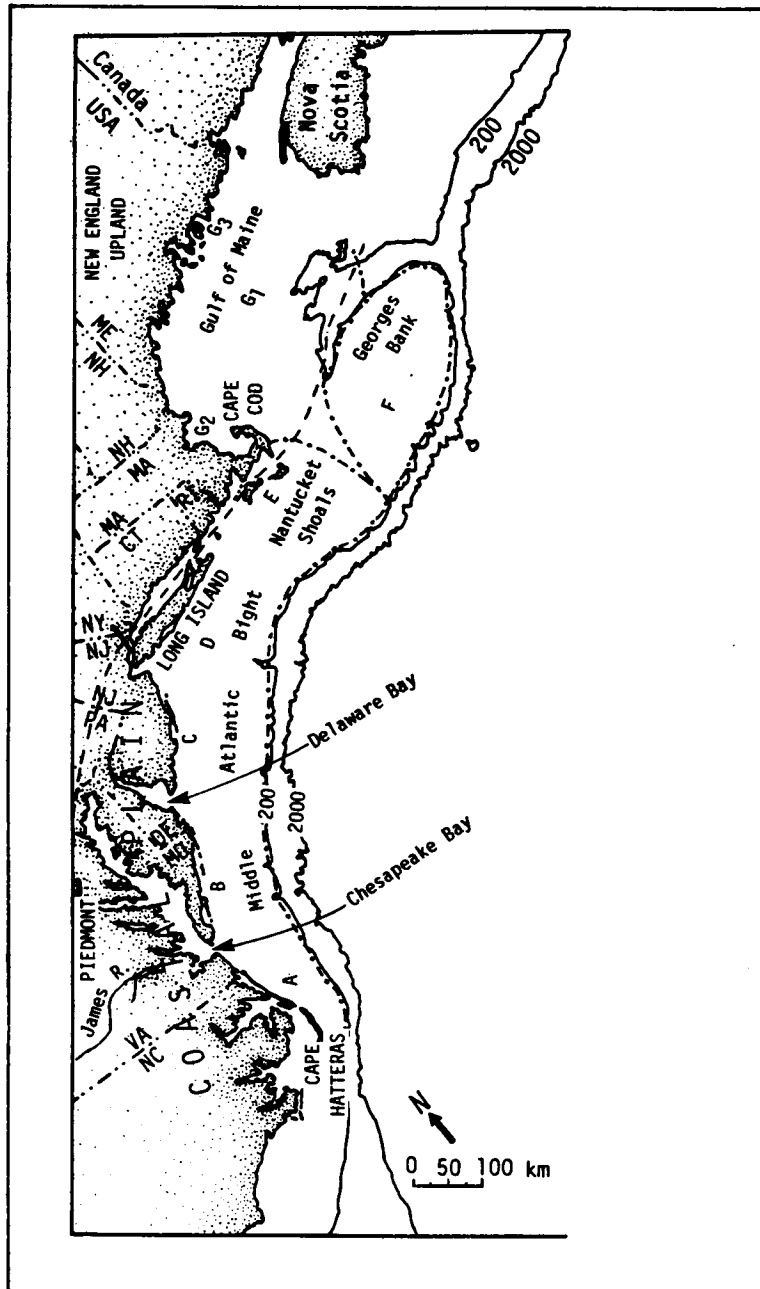 Canada
USA
NEW ENGLAND
UPLAND
Nova
Scotia
200
2000
ME
NH
Gulf of Maine
G3
G1
G2
CAPE
COD
Georges
Bank
F
NH
MA
RI
MA
CT
E
Nantucket
Shoals
NY
NJ
LONG ISLAND
D
Bight
NJ
PA
C
Atlantic
Delaware Bay
DE
MD
B
Middle
200
2000
Chesapeake Bay
PIEDMONT
James R.
COASTAL PLAIN
VA
NC
A
CAPE
HATTERAS
N
0 50 100 km